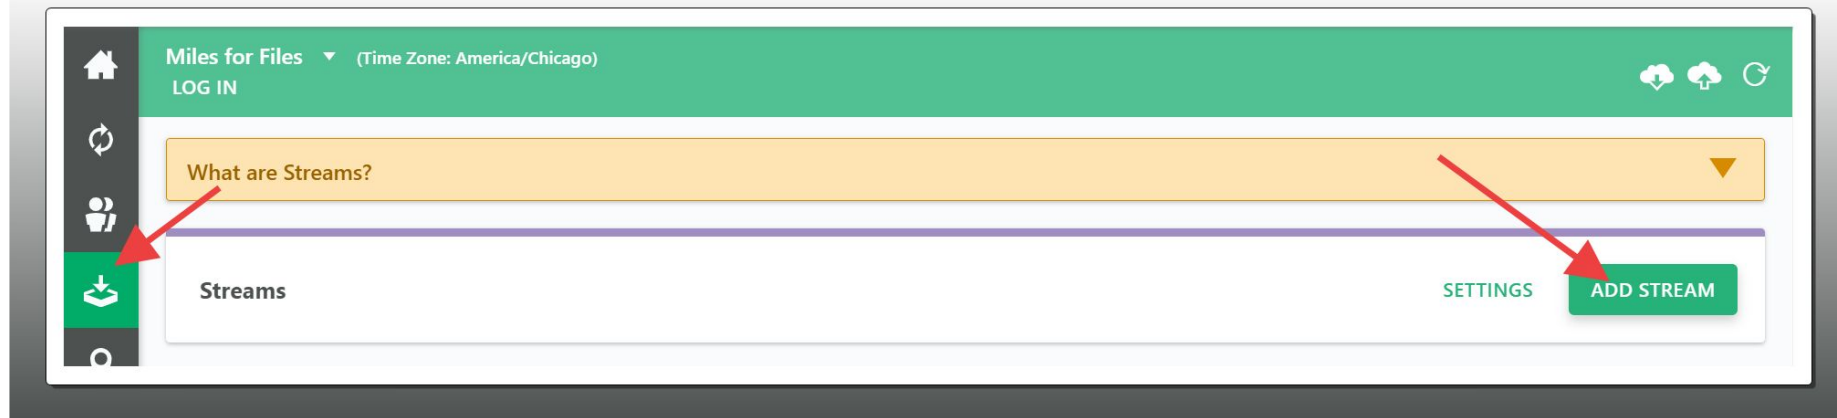 Miles for Files (Time Zone: America/Chicago)
LOG IN
What are Streams?
Streams SETTINGS ADD STREAM